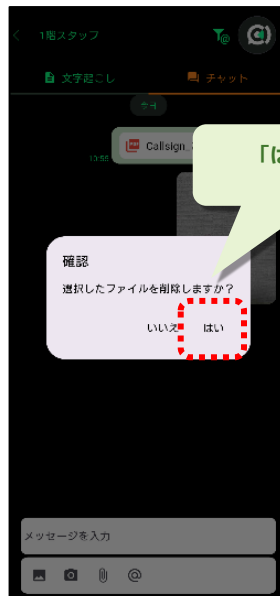 1階スタッフ
文字起こし
チャット
今日
10:55
Callsign_
「は
確認
選択したファイルを削除しますか？
いいえ
はい
メッセージを入力